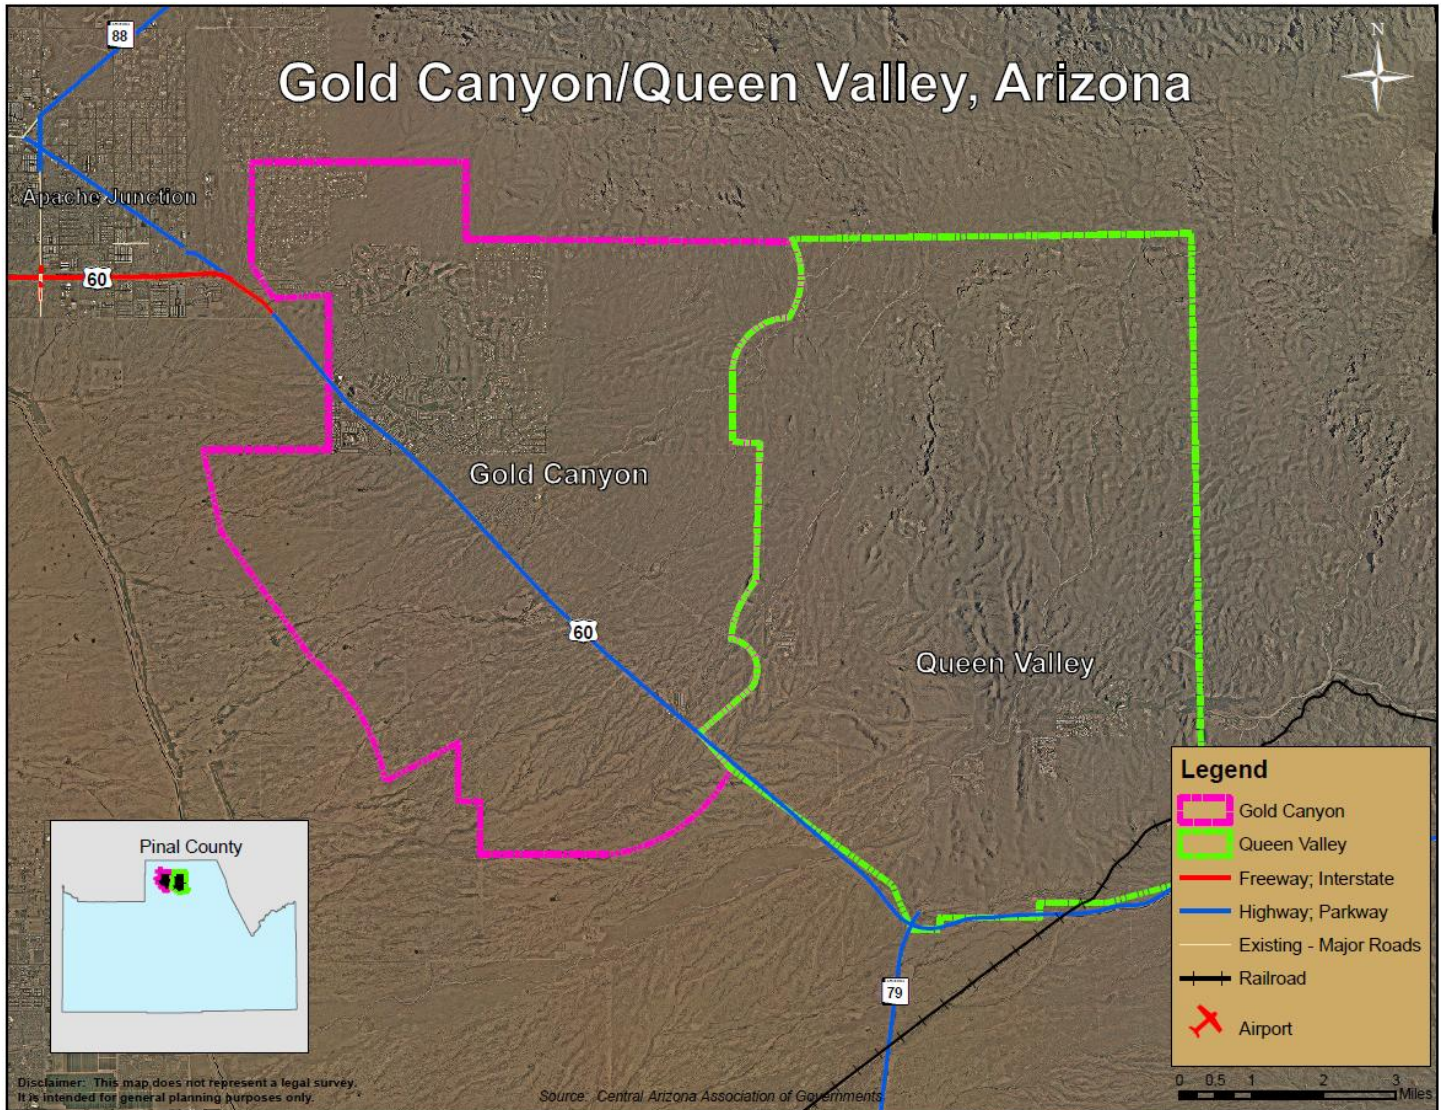 88
N
Gold Canyon/Queen Valley, Arizona
Apache Junction
60
Gold Canyon
60
Queen Valley
Legend
Gold Canyon
Queen Valley
Freeway; Interstate
Highway; Parkway
Existing - Major Roads
Railroad
Airport
Pinal County
79
0 0.5 1 2 3
Miles
Disclaimer: This map does not represent a legal survey.
It is intended for general planning purposes only.
Source: Central Arizona Association of Governments